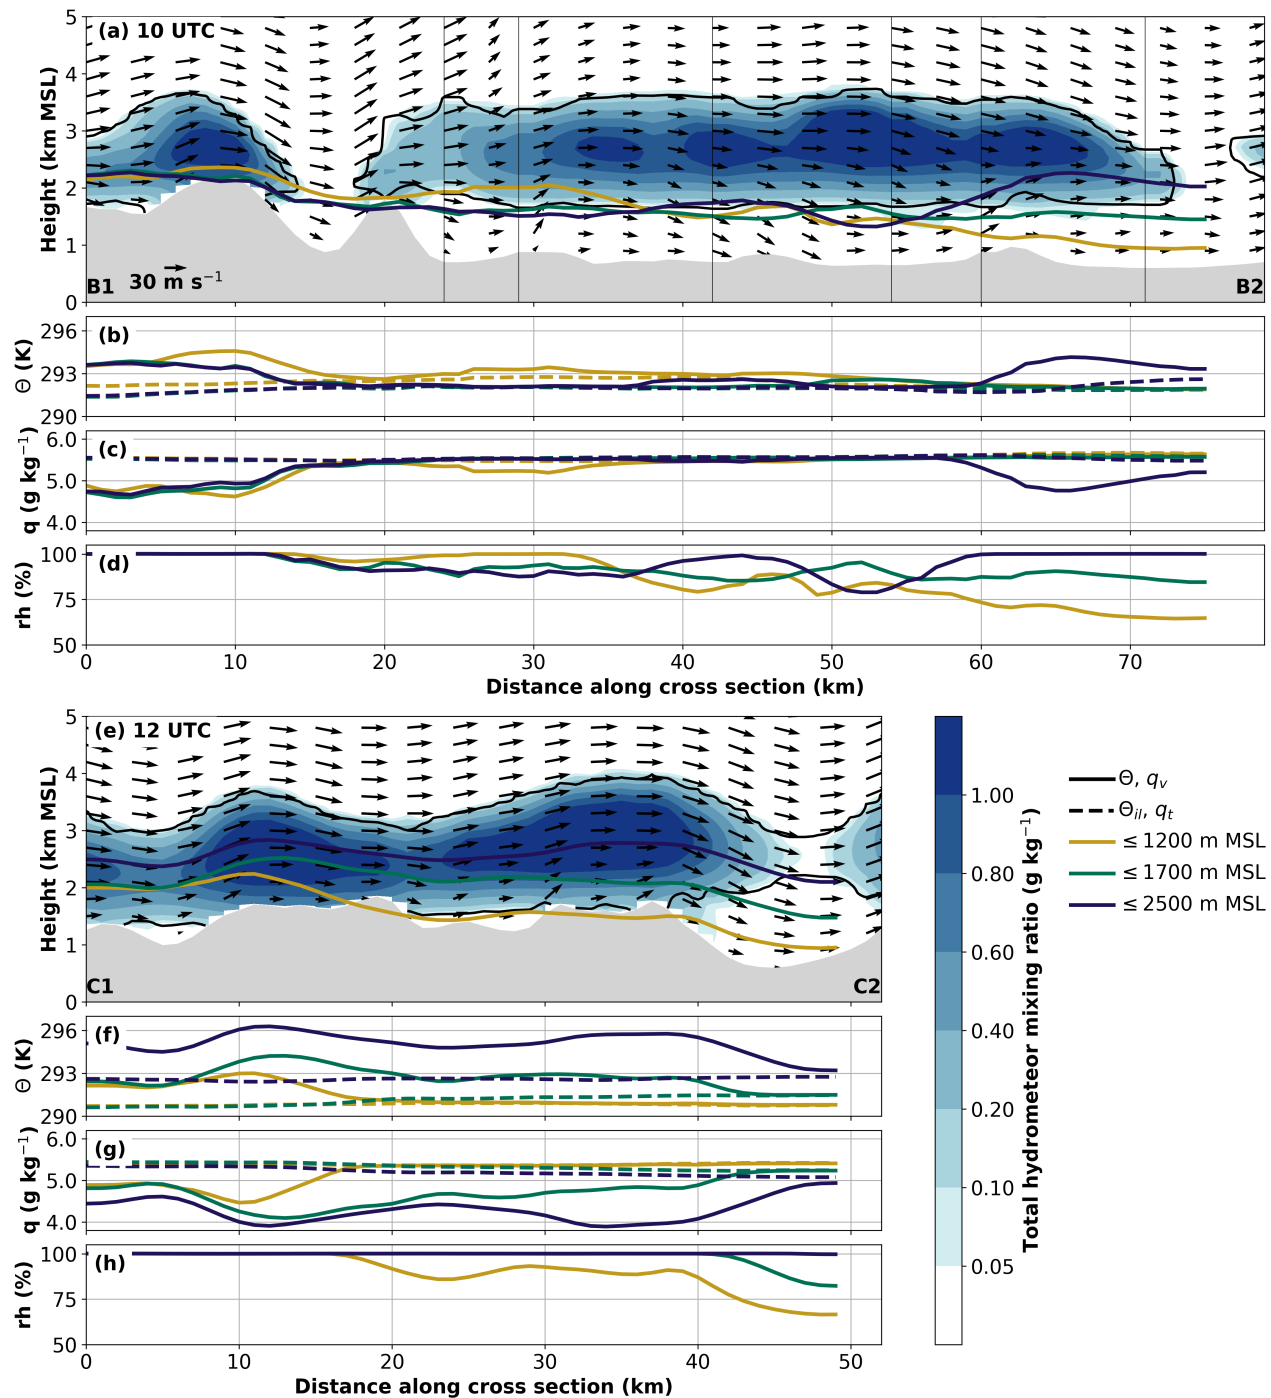 (a) 10 UTC
Height (km MSL)
5
4
3
2
1
0
B1
30 m s⁻¹
B2
(b)
Θ (K)
296
293
290
(c)
q (g kg⁻¹)
6.0
5.0
4.0
(d)
rh (%)
100
75
50
0 10 20 30 40 50 60 70
Distance along cross section (km)
(e) 12 UTC
Height (km MSL)
5
4
3
2
1
0
C1
C2
(f)
Θ (K)
296
293
290
(g)
q (g kg⁻¹)
6.0
5.0
4.0
(h)
rh (%)
100
75
50
0 10 20 30 40 50
Distance along cross section (km)
1.00
0.80
0.60
0.40
0.20
0.10
0.05
Total hydrometeor mixing ratio (g kg⁻¹)
Θ, qᵥ
Θᵢₗ, qₜ
≤ 1200 m MSL
≤ 1700 m MSL
≤ 2500 m MSL